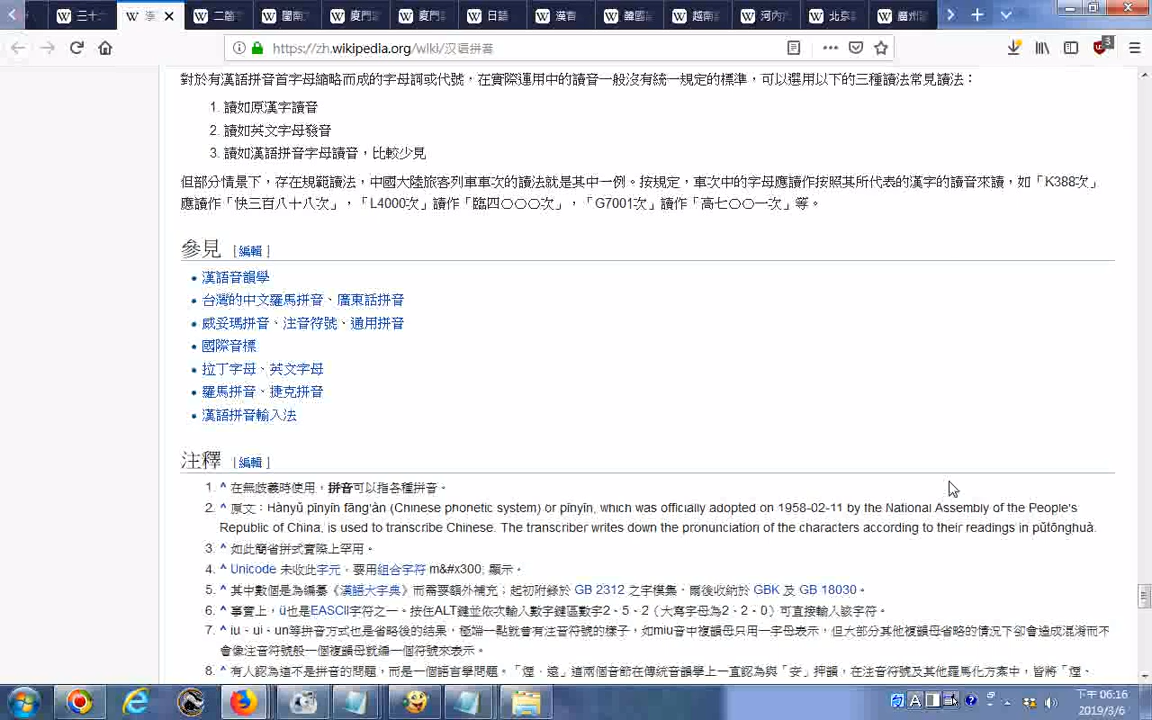 三十
二 
閩南
廈門
廈門
日語
漢音
韓國
越南
河內
北京
廣州
https://zh.wikipedia.org/wiki/汉语拼音
3
對於有漢語拼音首字母縮略而成的字母詞或代號，在實際運用中的讀音一般沒有統一規定的標準，可以選用以下的三種讀法常見讀法：
1. 讀如原漢字讀音
2. 讀如英文字母發音
3. 讀如漢語拼音字母讀音，比較少見
但部分情景下，存在規範讀法，中國大陸旅客列車車次的讀法就是其中一例。按規定，車次中的字母應讀作按照其所代表的漢字的讀音來讀，如「K388次」
應讀作「快三百八十八次」，「L4000次」讀作「臨四〇〇〇次」，「G7001次」讀作「高七〇〇一次」等。
參見 [編輯]
• 漢語音韻學
• 台灣的中文羅馬拼音、廣東話拼音
• 威妥瑪拼音、注音符號、通用拼音
• 國際音標
• 拉丁字母、英文字母
• 羅馬拼音、捷克拼音
• 漢語拼音輸入法
注釋 [編輯]
1. ^ 在無歧義時使用，拼音可以指各種拼音。
2. ^ 原文：Hànyǔ pīnyīn fāng'àn (Chinese phonetic system) or pīnyīn, which was officially adopted on 1958-02-11 by the National Assembly of the People's
Republic of China, is used to transcribe Chinese. The transcriber writes down the pronunciation of the characters according to their readings in pǔtōnghuà.
3. ^ 如此簡省拼式實際上罕用。
4. ^ Unicode 未收此字元，要用組合字符 m&#x300; 顯示。
5. ^ 其中數個是為編纂《漢語大字典》而需要額外補充；起初附錄於 GB 2312 之字模集，爾後收納於 GBK 及 GB 18030。
6. ^ 事實上，ü也是EASCII字符之一。按住ALT鍵並依次輸入數字鍵區數字2、5、2（大寫字母為2、2、0）可直接輸入該字符。
7. ^ iu、ui、un等拼音方式也是省略後的結果，極端一點就會有注音符號的樣子，如miu音中複韻母只用一字母表示，但大部分其他複韻母省略的情況下卻會造成混淆而不
會像注音符號般一個複韻母就編一個符號來表示。
8. ^ 有人認為這不是拼音的問題，而是一個語言學問題。「煙、遠」這兩個音節在傳統音韻學上一直認為與「安」押韻，在注音符號及其他羅馬化方案中，皆將「煙、
A
下午 06:16
2019/3/6